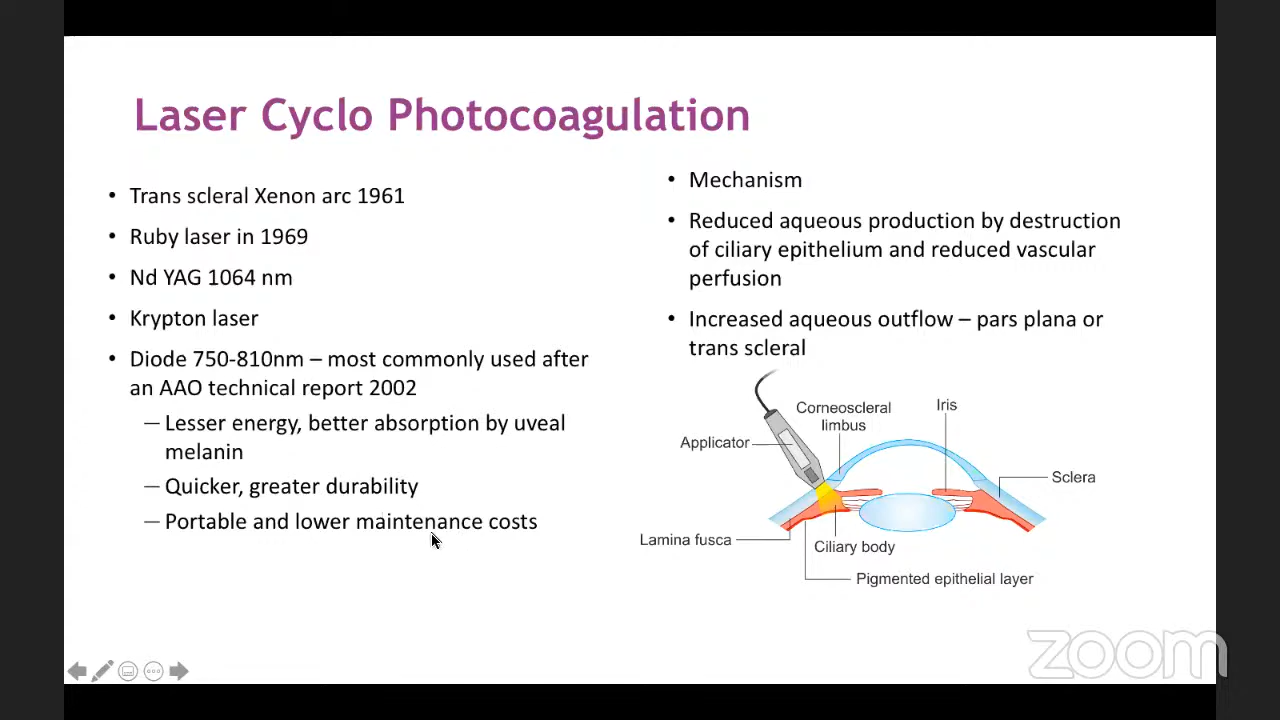 Laser Cyclo Photocoagulation
• Trans scleral Xenon arc 1961
• Ruby laser in 1969
• Nd YAG 1064 nm
• Krypton laser
• Diode 750-810nm – most commonly used after
an AAO technical report 2002
– Lesser energy, better absorption by uveal
melanin
– Quicker, greater durability
– Portable and lower maintenance costs
• Mechanism
• Reduced aqueous production by destruction
of ciliary epithelium and reduced vascular
perfusion
• Increased aqueous outflow – pars plana or
trans scleral
Corneoscleral
limbus
Iris
Applicator
Sclera
Lamina fusca
Ciliary body
Pigmented epithelial layer
zoom